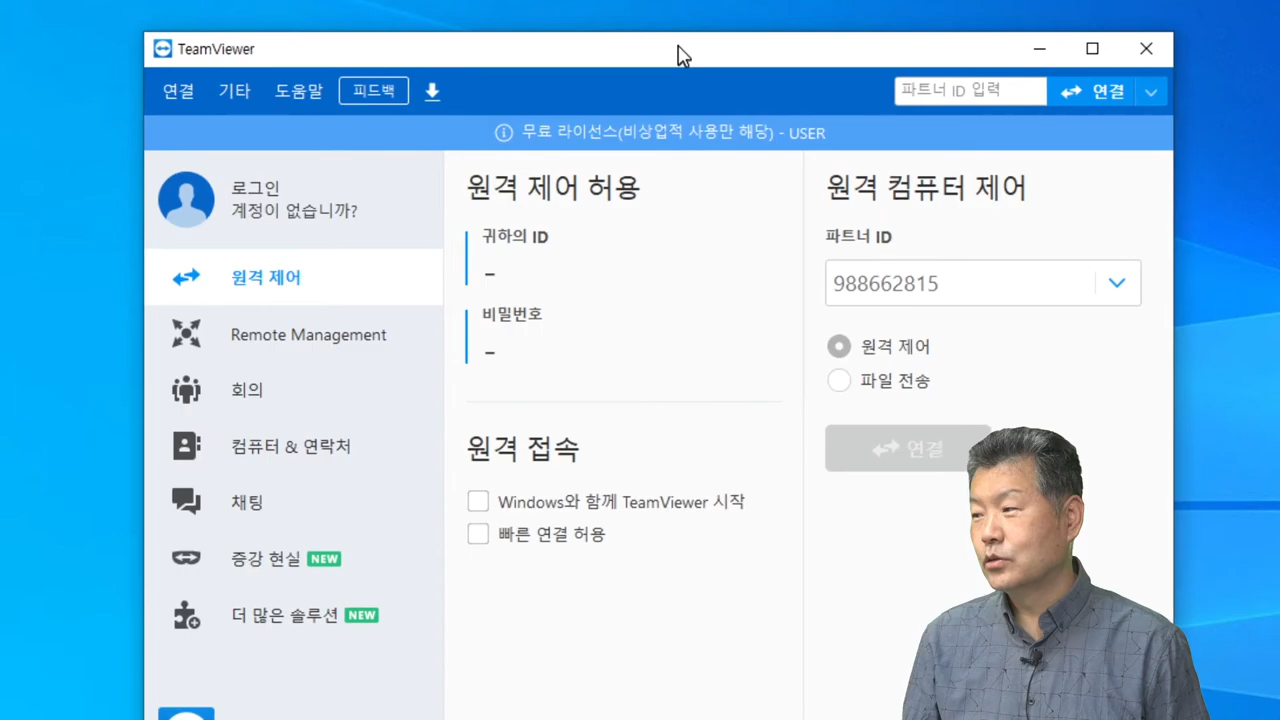 TeamViewer
연결 기타 도움말 피드백 파트너 ID 입력 연결
무료 라이선스(비상업적 사용만 해당) - USER
로그인
계정이 없습니까?
원격 제어
Remote Management
회의
컴퓨터 & 연락처
채팅
증강 현실 NEW
더 많은 솔루션 NEW
원격 제어 허용
귀하의 ID
–
비밀번호
–
원격 접속
Windows와 함께 TeamViewer 시작
빠른 연결 허용
원격 컴퓨터 제어
파트너 ID
988662815
원격 제어
파일 전송
연결